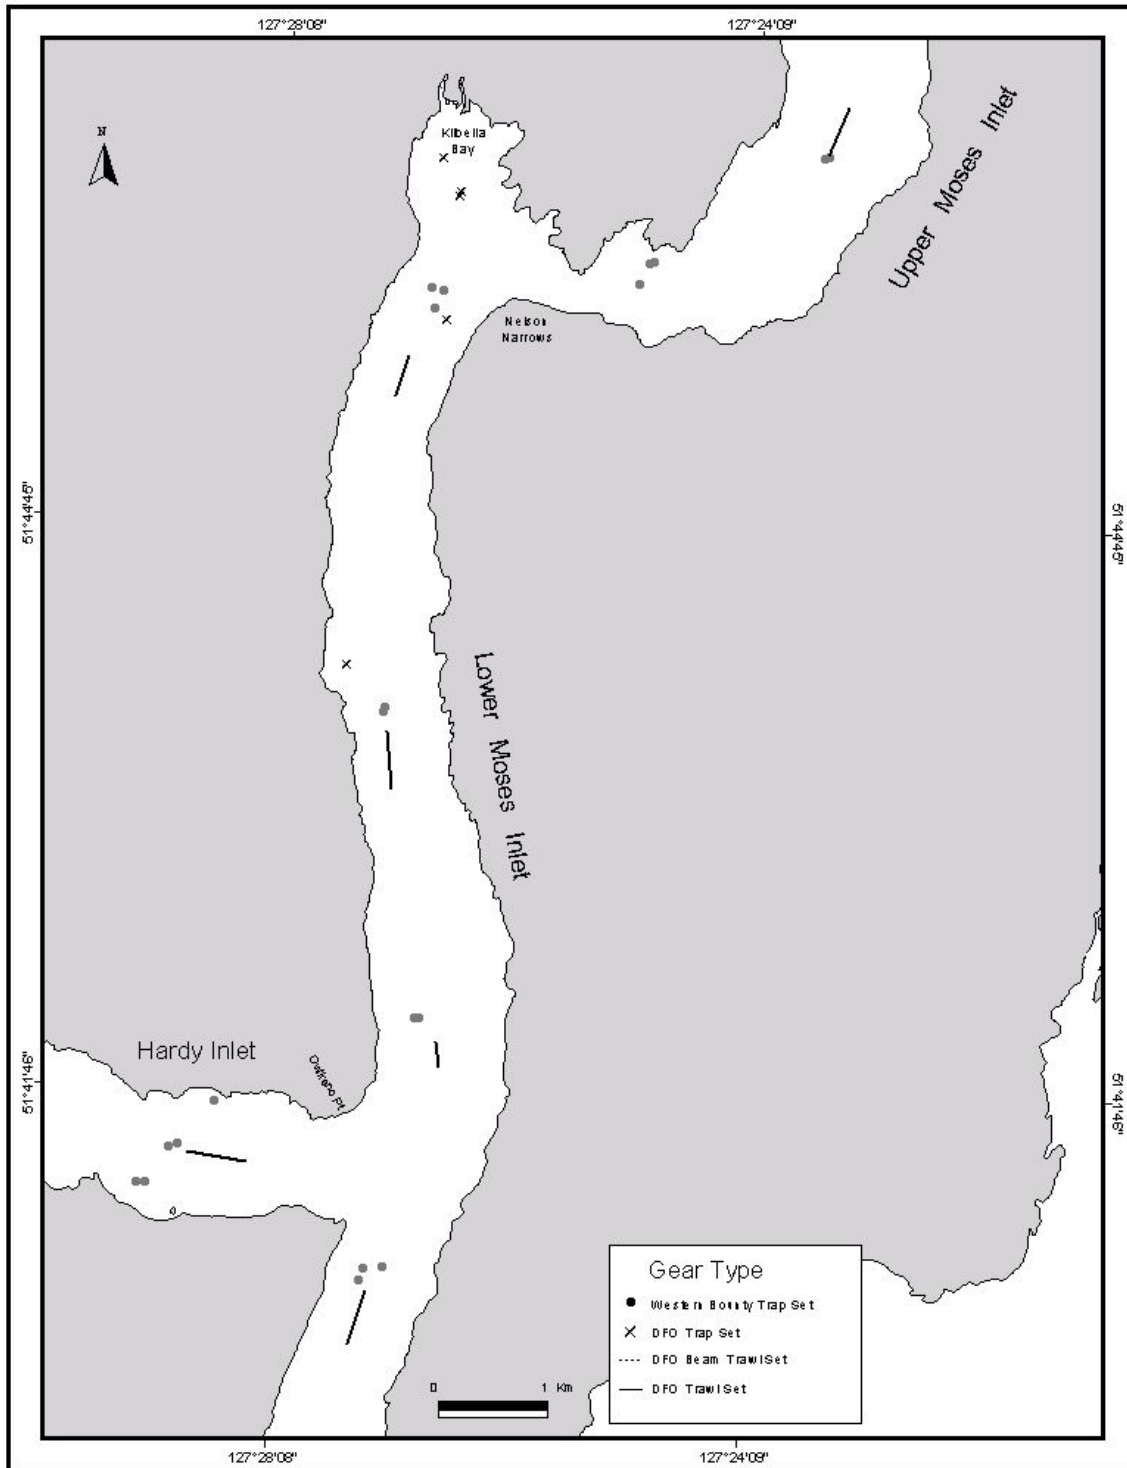 127°28'08"
127°24'09"
N
Kilbella
Bay
Upper Moses Inlet
Nelson
Narrows
51°44'45"
51°44'45"
Lower Moses Inlet
Hardy Inlet
51°41'46"
51°41'46"
Gear Type
Western Bounty Trap Set
DFO Trap Set
DFO Beam Trawl Set
DFO Trawl Set
0 1 Km
127°28'08"
127°24'09"